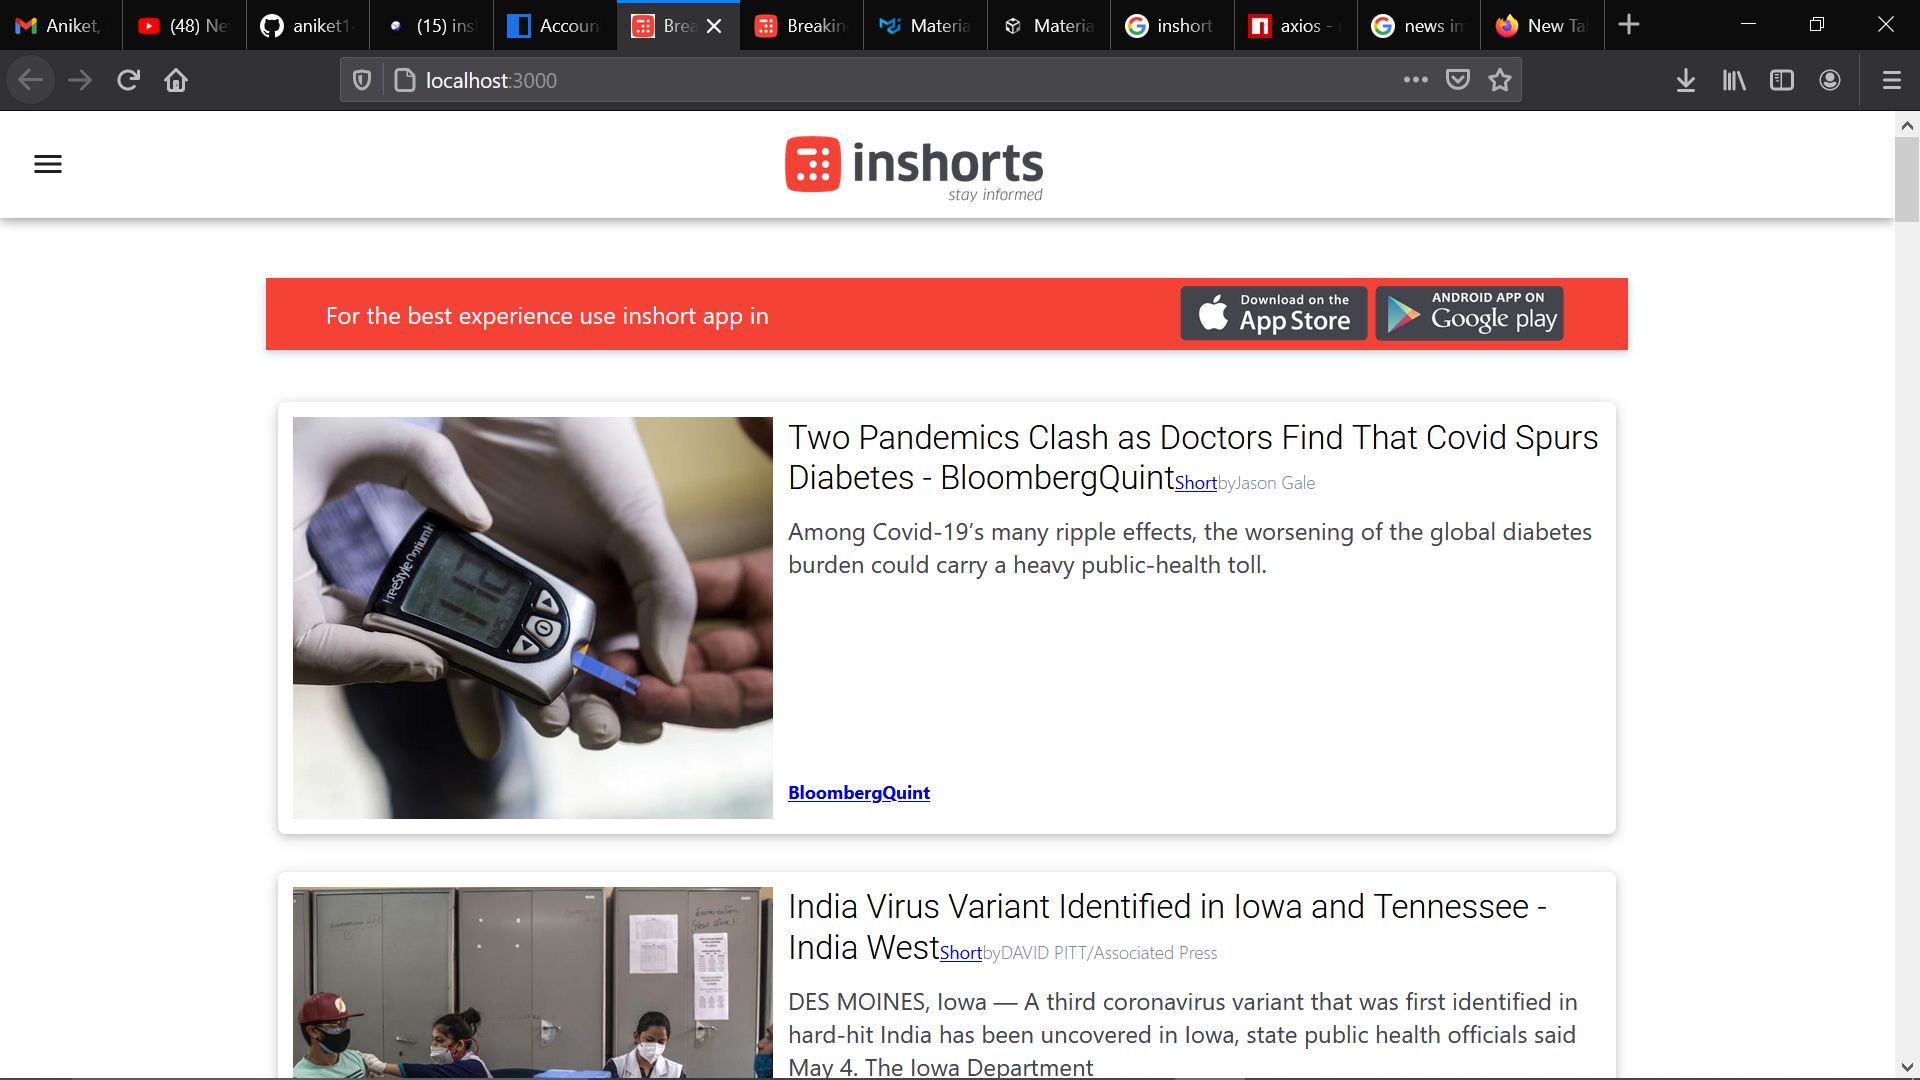 Aniket,
(48) Ne
aniket1
(15) ins
Accoun
Brea
Breakin
Materia
Materia
inshort
axios -
news im
New Ta
localhost:3000
inshorts
stay informed
For the best experience use inshort app in
Download on the
App Store
ANDROID APP ON
Google play
Two Pandemics Clash as Doctors Find That Covid Spurs
Diabetes - BloombergQuintShortbyJason Gale
Among Covid-19’s many ripple effects, the worsening of the global diabetes
burden could carry a heavy public-health toll.
FreeStyle Optium H
112
BloombergQuint
India Virus Variant Identified in Iowa and Tennessee -
India WestShortbyDAVID PITT/Associated Press
DES MOINES, Iowa — A third coronavirus variant that was first identified in
hard-hit India has been uncovered in Iowa, state public health officials said
May 4. The Iowa Department